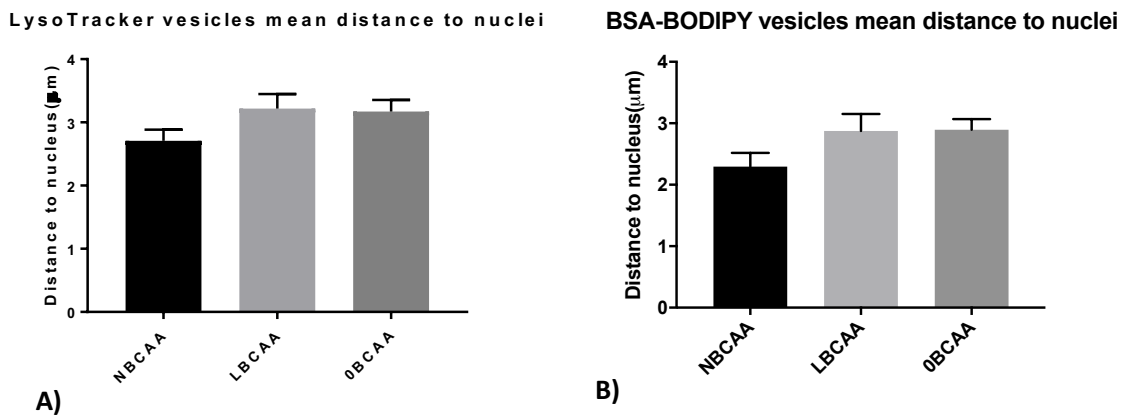 LysoTracker vesicles mean distance to nuclei
Distance to nucleus(μm)
4
3
2
1
0
NBCAA
LBCAA
0BCAA
A)
BSA-BODIPY vesicles mean distance to nuclei
Distance to nucleus(μm)
4
3
2
1
0
NBCAA
LBCAA
0BCAA
B)